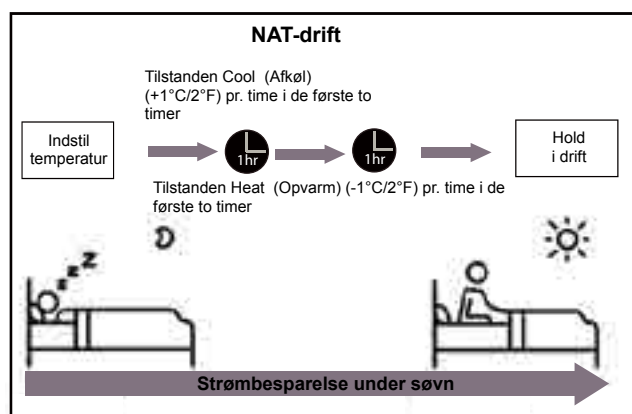 NAT-drift
Tilstanden Cool (Afkøl)
(+1°C/2°F) pr. time i de første to
timer
Indstil
temperatur
1hr
1hr
Hold
i drift
Tilstanden Heat (Opvarm) (-1°C/2°F) pr. time i de
første to timer
z z z Z
Strømbesparelse under søvn